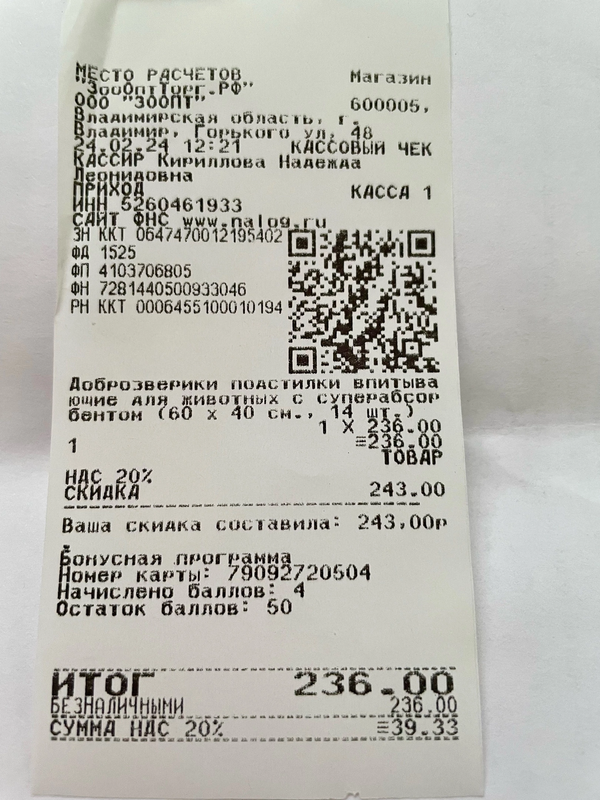 МЕСТО РАСЧЕТОВ Магазин
"ЗооОптТорг.РФ"
ООО "ЗООПТ" 600005,
Владимирская область, г.
Владимир, Горького ул, 48
24.02.24 12:21 КАССОВЫЙ ЧЕК
КАССИР Кириллова Надежда
Леонидовна
ПРИХОД КАССА 1
ИНН 5260461933
САЙТ ФНС www.nalog.ru
ЗН ККТ 0647470012195402
ФД 1525
ФП 4103706805
ФН 7281440500933046
РН ККТ 0006455100010194
Доброзверики подстилки впитыва
ющие для животных с суперабсор
бентом (60 x 40 см., 14 шт.)
1 X 236.00
1 ≡236.00
ТОВАР
НДС 20%
СКИДКА 243.00
Ваша скидка составила: 243,00р
.
Бонусная программа
Номер карты: 79092720504
Начислено баллов: 4
Остаток баллов: 50
ИТОГ 236.00
БЕЗНАЛИЧНЫМИ 236.00
СУММА НДС 20% ≡39.33